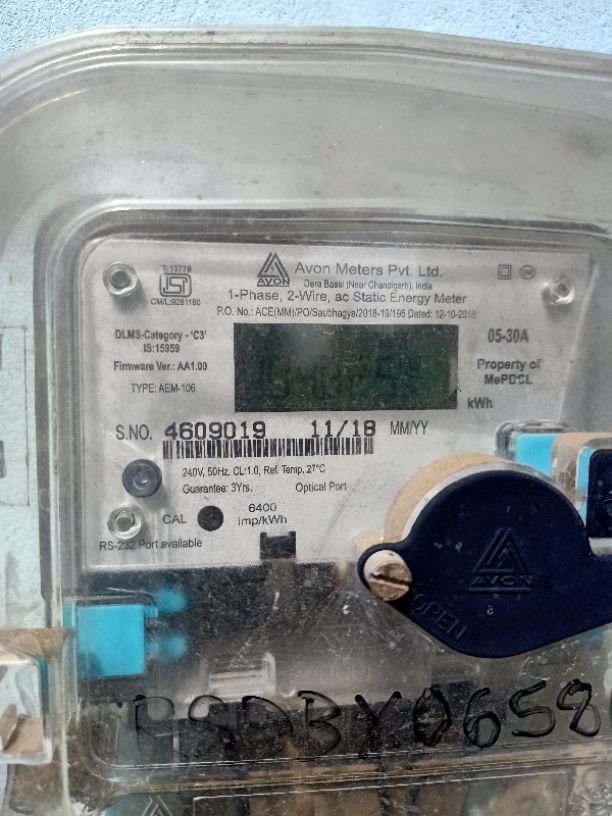 IS:13779
CM/L:9281180
AVON
Avon Meters Pvt. Ltd.
Dera Bassi (Near Chandigarh), India
1-Phase, 2-Wire, ac Static Energy Meter
P.O. No.: ACE(MM)/PO/Saubhagya/2018-19/195 Dated: 12-10-2018
DLMS-Category - 'C3'
IS:15959
Firmware Ver.: AA1.00
TYPE: AEM-106
05-30A
Property of
MePDCL
kWh
S.NO. 4609019 11/18 MM/YY
240V, 50Hz. CL:1.0, Ref. Temp. 27°C
Guarantee: 3Yrs. Optical Port
CAL 6400
imp/kWh
RS-232 Port available
AVON
8
OPEN